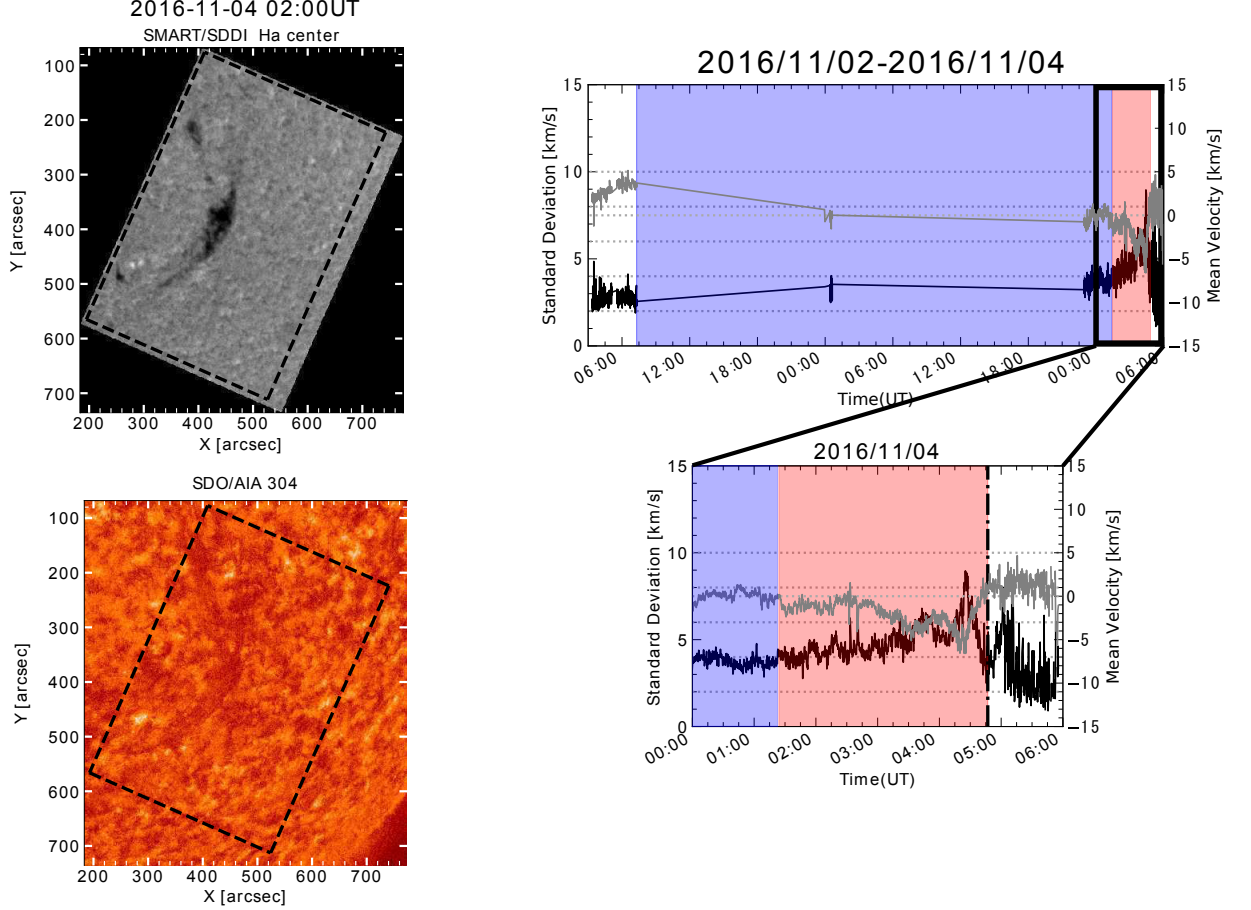 2016-11-04 02:00UT
SMART/SDDI Ha center
100
200
300
400
500
600
700
Y [arcsec]
200 300 400 500 600 700
X [arcsec]
SDO/AIA 304
100
200
300
400
500
600
700
Y [arcsec]
200 300 400 500 600 700
X [arcsec]
2016/11/02-2016/11/04
15
10
5
0
Standard Deviation [km/s]
15
10
5
0
−5
−10
−15
Mean Velocity [km/s]
06:00 12:00 18:00 00:00 06:00 12:00 18:00 00:00 06:00
Time(UT)
2016/11/04
15
10
5
0
Standard Deviation [km/s]
15
10
5
0
−5
−10
−15
Mean Velocity [km/s]
00:00 01:00 02:00 03:00 04:00 05:00 06:00
Time(UT)